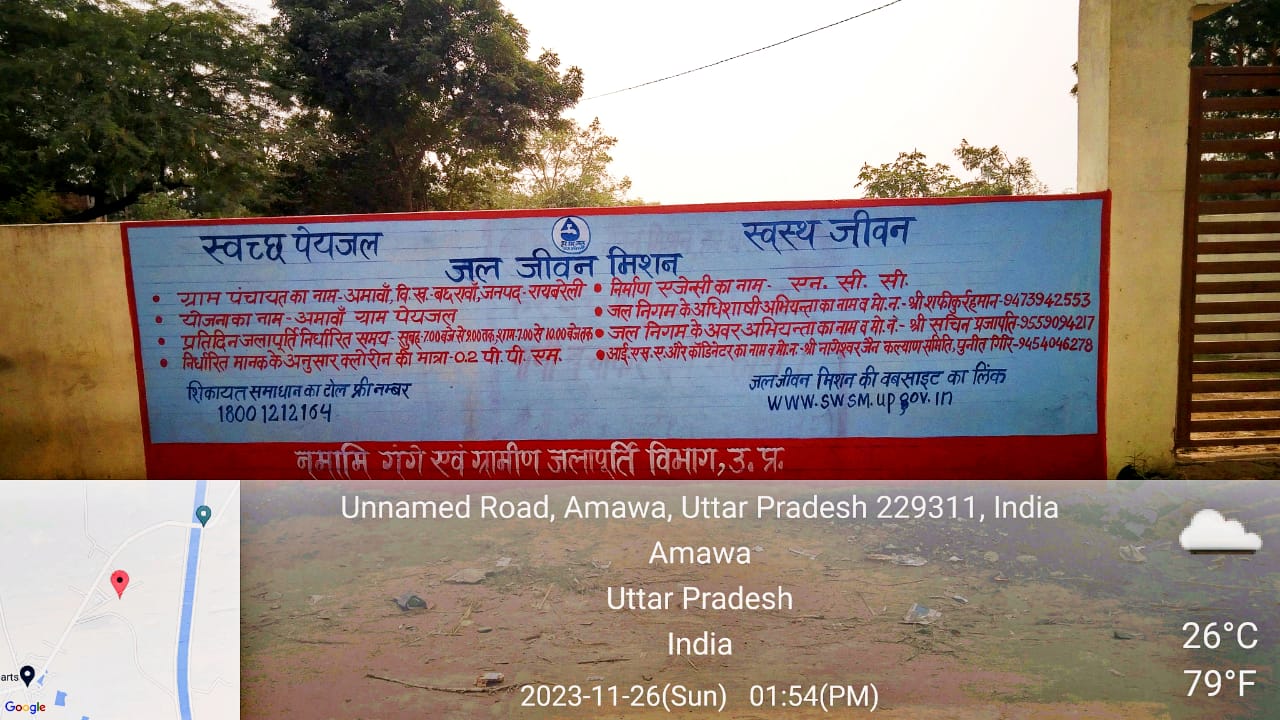 स्वच्छ पेयजल
स्वस्थ जीवन
जल जीवन मिशन
• ग्राम पंचायत का नाम - अमावाँ, वि.ख.- बछरावाँ, जनपद - रायबरेली
• योजना का नाम - अमावाँ ग्राम पेयजल
• प्रतिदिन जलापूर्ति निर्धारित समय - सुबह-7.00 बजे से 9.00 तक, शाम-7.00 से 10.00 बजे तक
• निर्धारित मानक के अनुसार क्लोरीन की मात्रा - 0.2 पी. पी. एम.
• निर्माण एजेन्सी का नाम - एन. सी. सी.
• जल निगम के अधिशाषी अभियन्ता का नाम व मो.न.:- श्री शफीकुर्रहमान - 9473942553
• जल निगम के अवर अभियन्ता का नाम व मो.नं.- श्री सचिन प्रजापति - 9559094217
• आई.एस.ए. और कॉडिनेटर का नाम व मो.न.- श्री नागेश्वर जैन कल्याण समिति, पुनीत गिरि - 9454046278
शिकायत समाधान का टोल फ्री नम्बर
18001212164
जल जीवन मिशन की वबसाइट का लिंक
www.swsm.up.gov.in
नमामि गंगे एवं ग्रामीण जलापूर्ति विभाग, उ. प्र.
Unnamed Road, Amawa, Uttar Pradesh 229311, India
Amawa
Uttar Pradesh
India
2023-11-26(Sun) 01:54(PM)
26°C
79°F
arts
Google